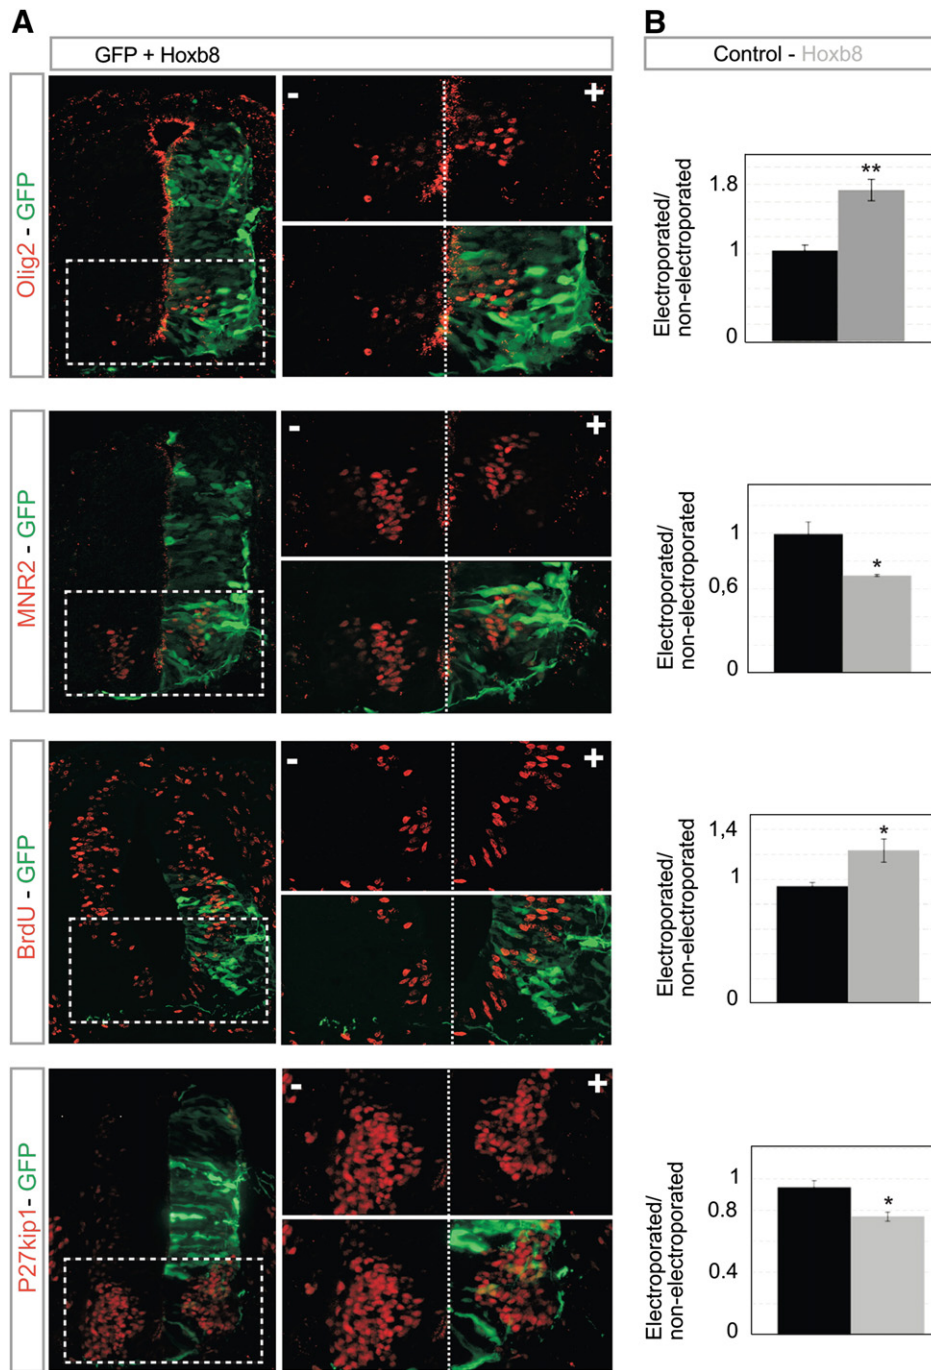 A
B
GFP + Hoxb8
Control - Hoxb8
Olig2 - GFP
-
+
Electroporated/
non-electroporated
1.8
1
0
**
MNR2 - GFP
-
+
Electroporated/
non-electroporated
1
0,6
0
*
BrdU - GFP
-
+
Electroporated/
non-electroporated
1,4
1
0
*
P27kip1- GFP
-
+
Electroporated/
non-electroporated
1
0.8
0.4
0
*